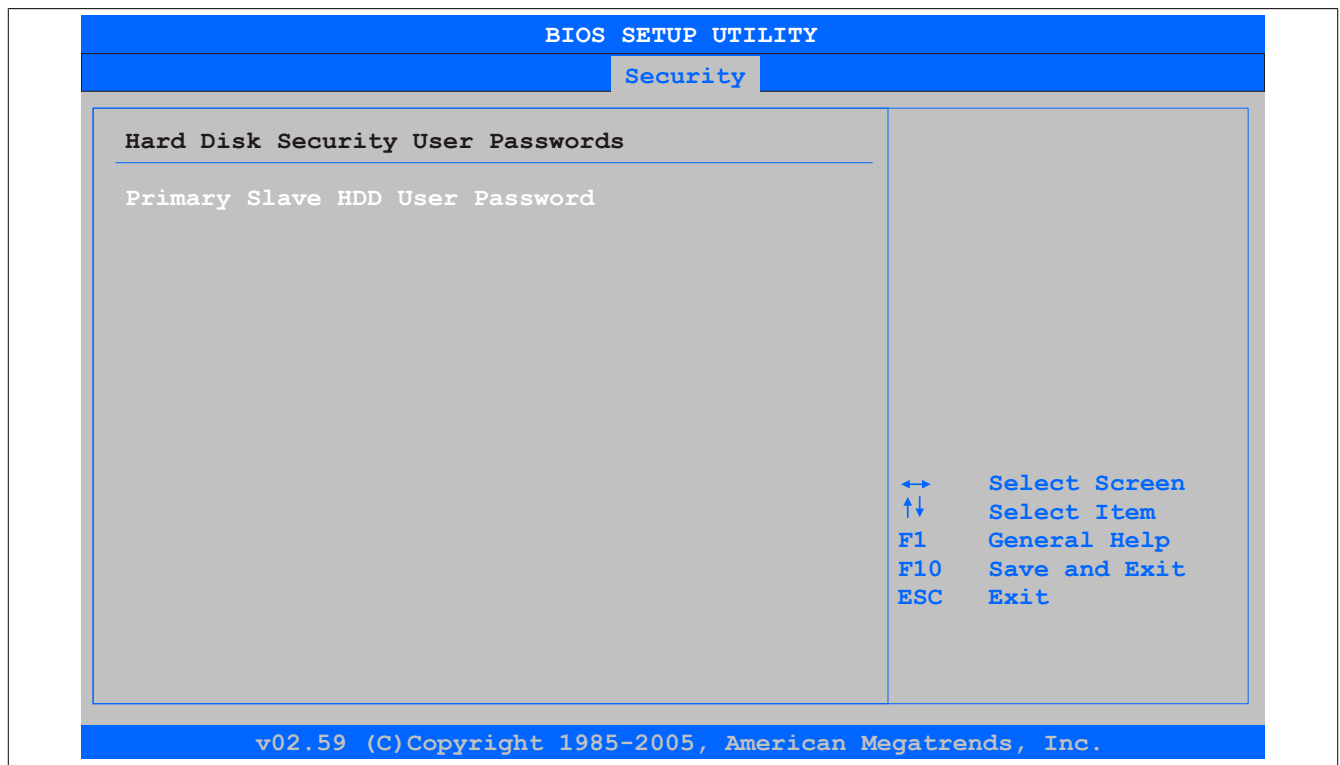 BIOS SETUP UTILITY
Security
Hard Disk Security User Passwords
Primary Slave HDD User Password
↔ Select Screen
↑↓ Select Item
F1 General Help
F10 Save and Exit
ESC Exit
v02.59 (C)Copyright 1985-2005, American Megatrends, Inc.